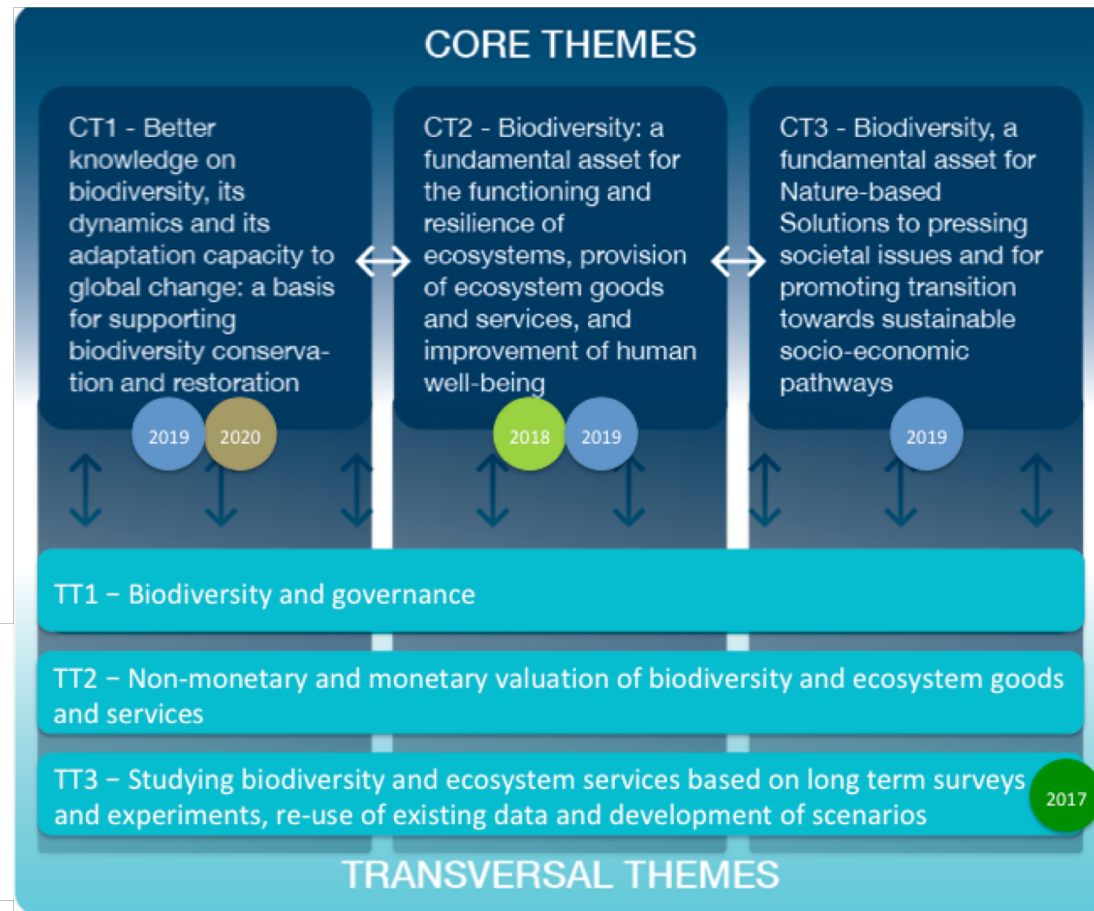 CORE THEMES
CT1 - Better
knowledge on
biodiversity, its
dynamics and its
adaptation capacity to
global change: a basis
for supporting
biodiversity conserva-
tion and restoration
2019
2020
CT2 - Biodiversity: a
fundamental asset for
the functioning and
resilience of
ecosystems, provision
of ecosystem goods
and services, and
improvement of human
well-being
2018
2019
CT3 - Biodiversity, a
fundamental asset for
Nature-based
Solutions to pressing
societal issues and for
promoting transition
towards sustainable
socio-economic
pathways
2019
TT1 – Biodiversity and governance
TT2 – Non-monetary and monetary valuation of biodiversity and ecosystem goods
and services
TT3 – Studying biodiversity and ecosystem services based on long term surveys
and experiments, re-use of existing data and development of scenarios
2017
TRANSVERSAL THEMES